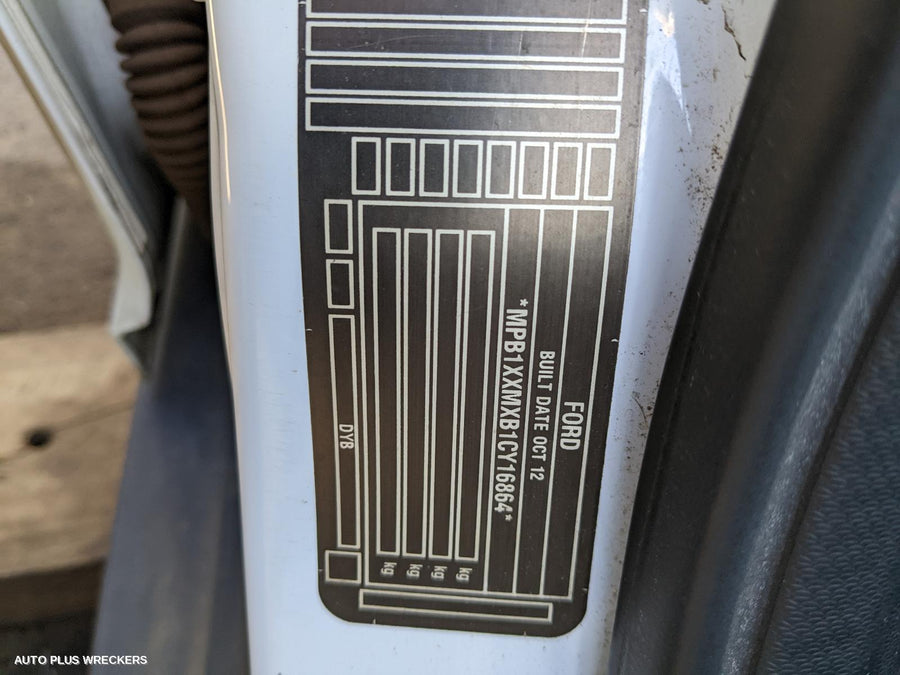 FORD
BUILT DATE OCT 12
*MPB1XXMXB1CY16864*
kg
kg
kg
kg
DYB
AUTO PLUS WRECKERS